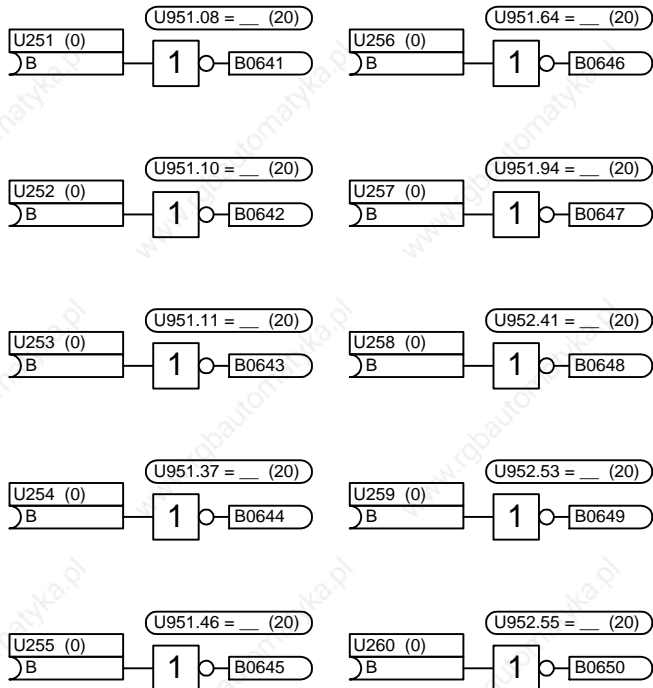 U951.08 = __ (20)
U251 (0)
B
1
B0641
U951.64 = __ (20)
U256 (0)
B
1
B0646
U951.10 = __ (20)
U252 (0)
B
1
B0642
U951.94 = __ (20)
U257 (0)
B
1
B0647
U951.11 = __ (20)
U253 (0)
B
1
B0643
U952.41 = __ (20)
U258 (0)
B
1
B0648
U951.37 = __ (20)
U254 (0)
B
1
B0644
U952.53 = __ (20)
U259 (0)
B
1
B0649
U951.46 = __ (20)
U255 (0)
B
1
B0645
U952.55 = __ (20)
U260 (0)
B
1
B0650
www.rgbautomatyka.pl